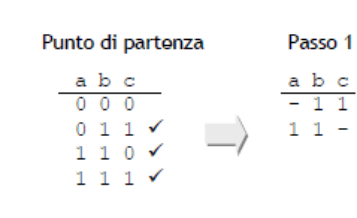 Punto di partenza
a b c
0 0 0
0 1 1 ✓
1 1 0 ✓
1 1 1 ✓
Passo 1
a b c
- 1 1
1 1 -